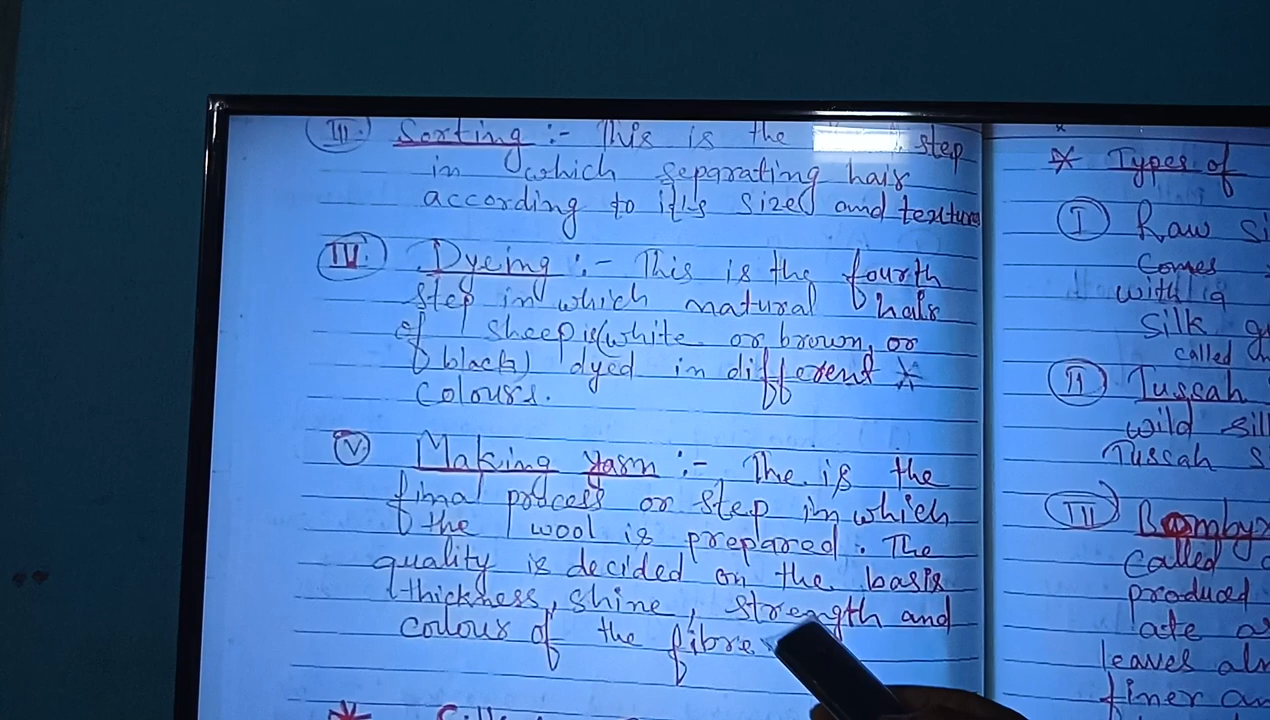 III. Sorting :- This is the step
in which separating hair
according to it's size and texture
IV. Dyeing :- This is the fourth
step in which natural hair
of sheep is (white or brown, or
black) dyed in different
colours.
V. Making yarn :- The is the
final process or step in which
the wool is prepared. The
quality is decided on the basis
thickness, shine, strength and
colour of the fibre
* Types of
I Raw si
Comes
with a
silk
called
II Tussah
wild sil
Tussah s
III Bomby
Called
produced
ate
leaves
finer